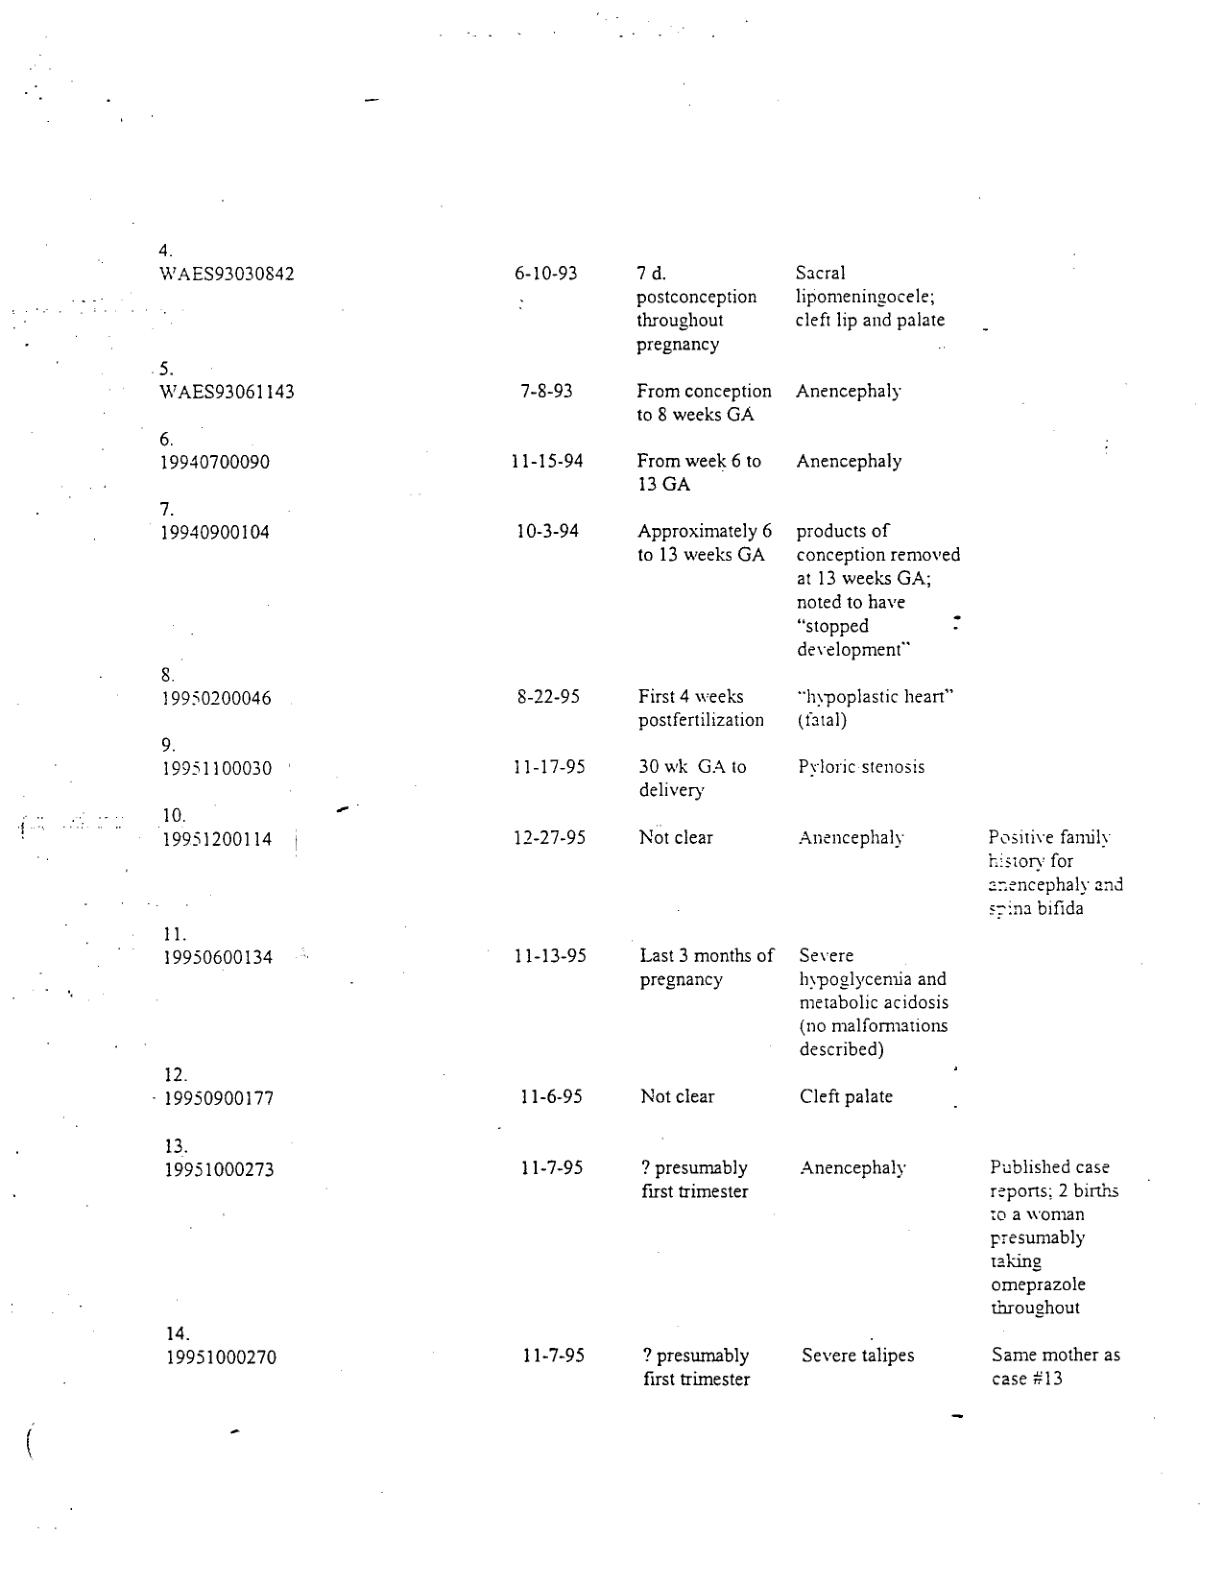 4.
WAES93030842 6-10-93 7 d. Sacral
postconception lipomeningocele;
throughout cleft lip and palate
pregnancy
5.
WAES93061143 7-8-93 From conception Anencephaly
to 8 weeks GA
6.
19940700090 11-15-94 From week 6 to Anencephaly
13 GA
7.
19940900104 10-3-94 Approximately 6 products of
to 13 weeks GA conception removed
at 13 weeks GA;
noted to have
“stopped
development”
8.
19950200046 8-22-95 First 4 weeks “hypoplastic heart”
postfertilization (fatal)
9.
19951100030 11-17-95 30 wk GA to Pyloric stenosis
delivery
10.
19951200114 12-27-95 Not clear Anencephaly Positive family
history for
anencephaly and
spina bifida
11.
19950600134 11-13-95 Last 3 months of Severe
pregnancy hypoglycemia and
metabolic acidosis
(no malformations
described)
12.
19950900177 11-6-95 Not clear Cleft palate
13.
19951000273 11-7-95 ? presumably Anencephaly Published case
first trimester reports; 2 births
to a woman
presumably
taking
omeprazole
throughout
14.
19951000270 11-7-95 ? presumably Severe talipes Same mother as
first trimester case #13